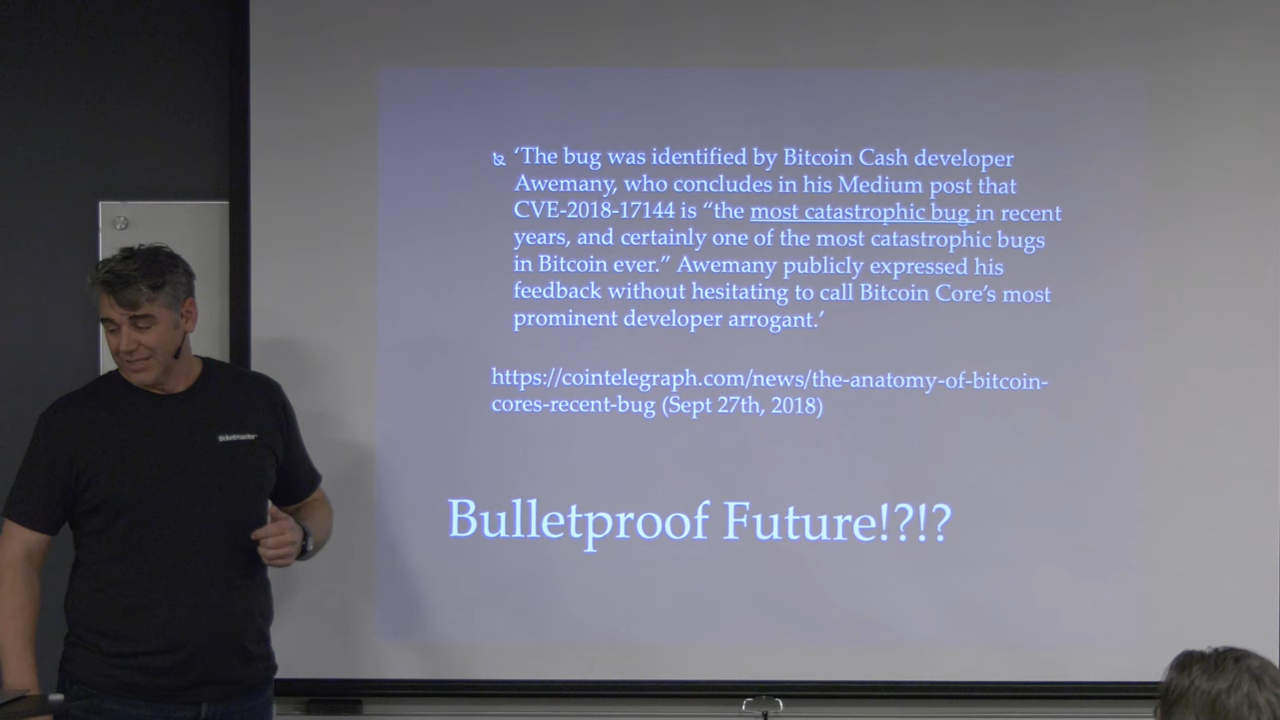 ticketmaster
‘The bug was identified by Bitcoin Cash developer
Awemany, who concludes in his Medium post that
CVE-2018-17144 is “the most catastrophic bug in recent
years, and certainly one of the most catastrophic bugs
in Bitcoin ever.” Awemany publicly expressed his
feedback without hesitating to call Bitcoin Core’s most
prominent developer arrogant.’
https://cointelegraph.com/news/the-anatomy-of-bitcoin-
cores-recent-bug (Sept 27th, 2018)
Bulletproof Future!?!?